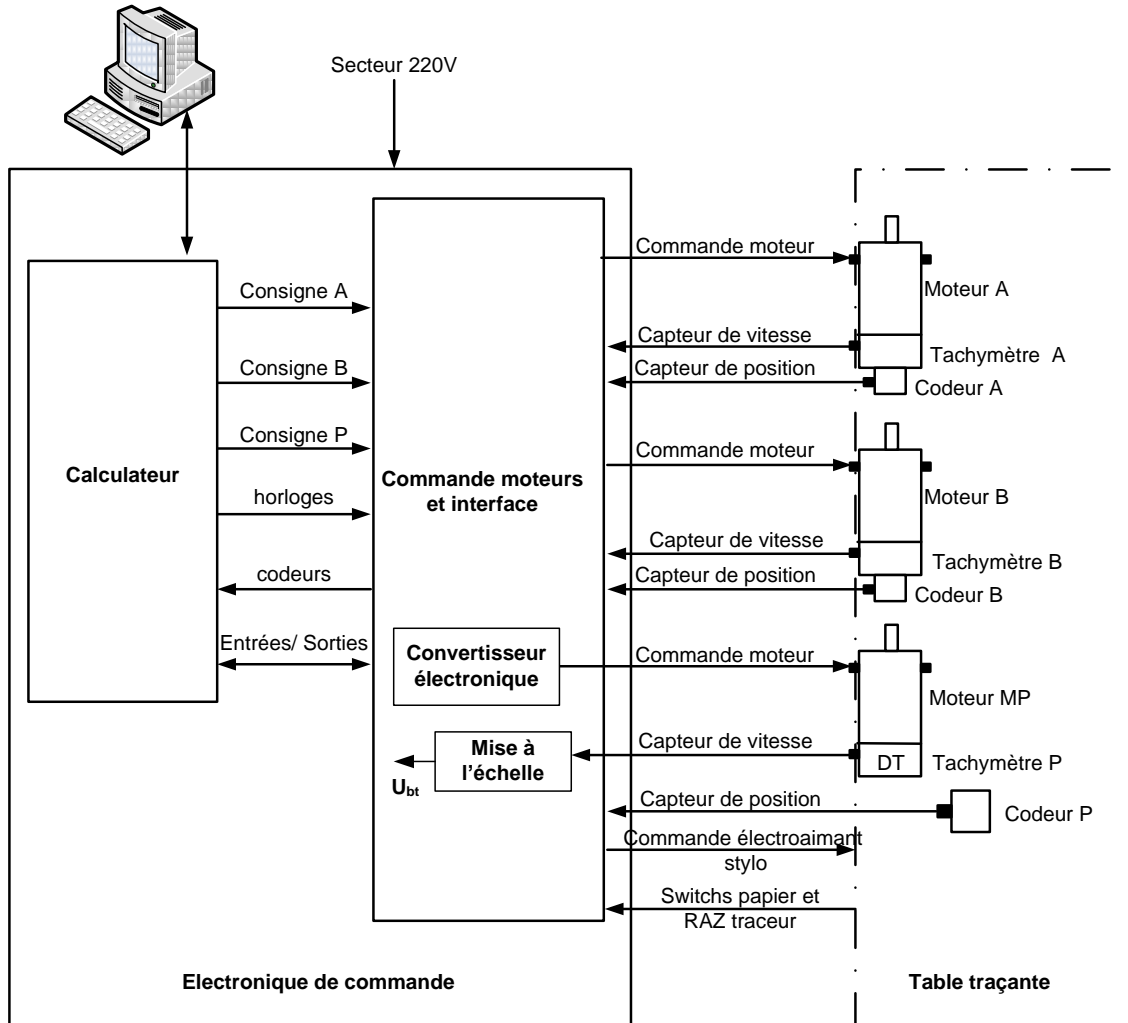 Secteur 220V
Commande moteur
Consigne A
Moteur A
Capteur de vitesse
Tachymètre A
Consigne B
Capteur de position
Codeur A
Consigne P
Commande moteur
Calculateur
Commande moteurs
et interface
horloges
Moteur B
Capteur de vitesse
Tachymètre B
codeurs
Capteur de position
Codeur B
Entrées/ Sorties
Convertisseur
électronique
Commande moteur
Moteur MP
Mise à
l'échelle
Capteur de vitesse
DT
Tachymètre P
Ubt
Capteur de position
Codeur P
Commande électroaimant
stylo
Switchs papier et
RAZ traceur
Electronique de commande
Table traçante